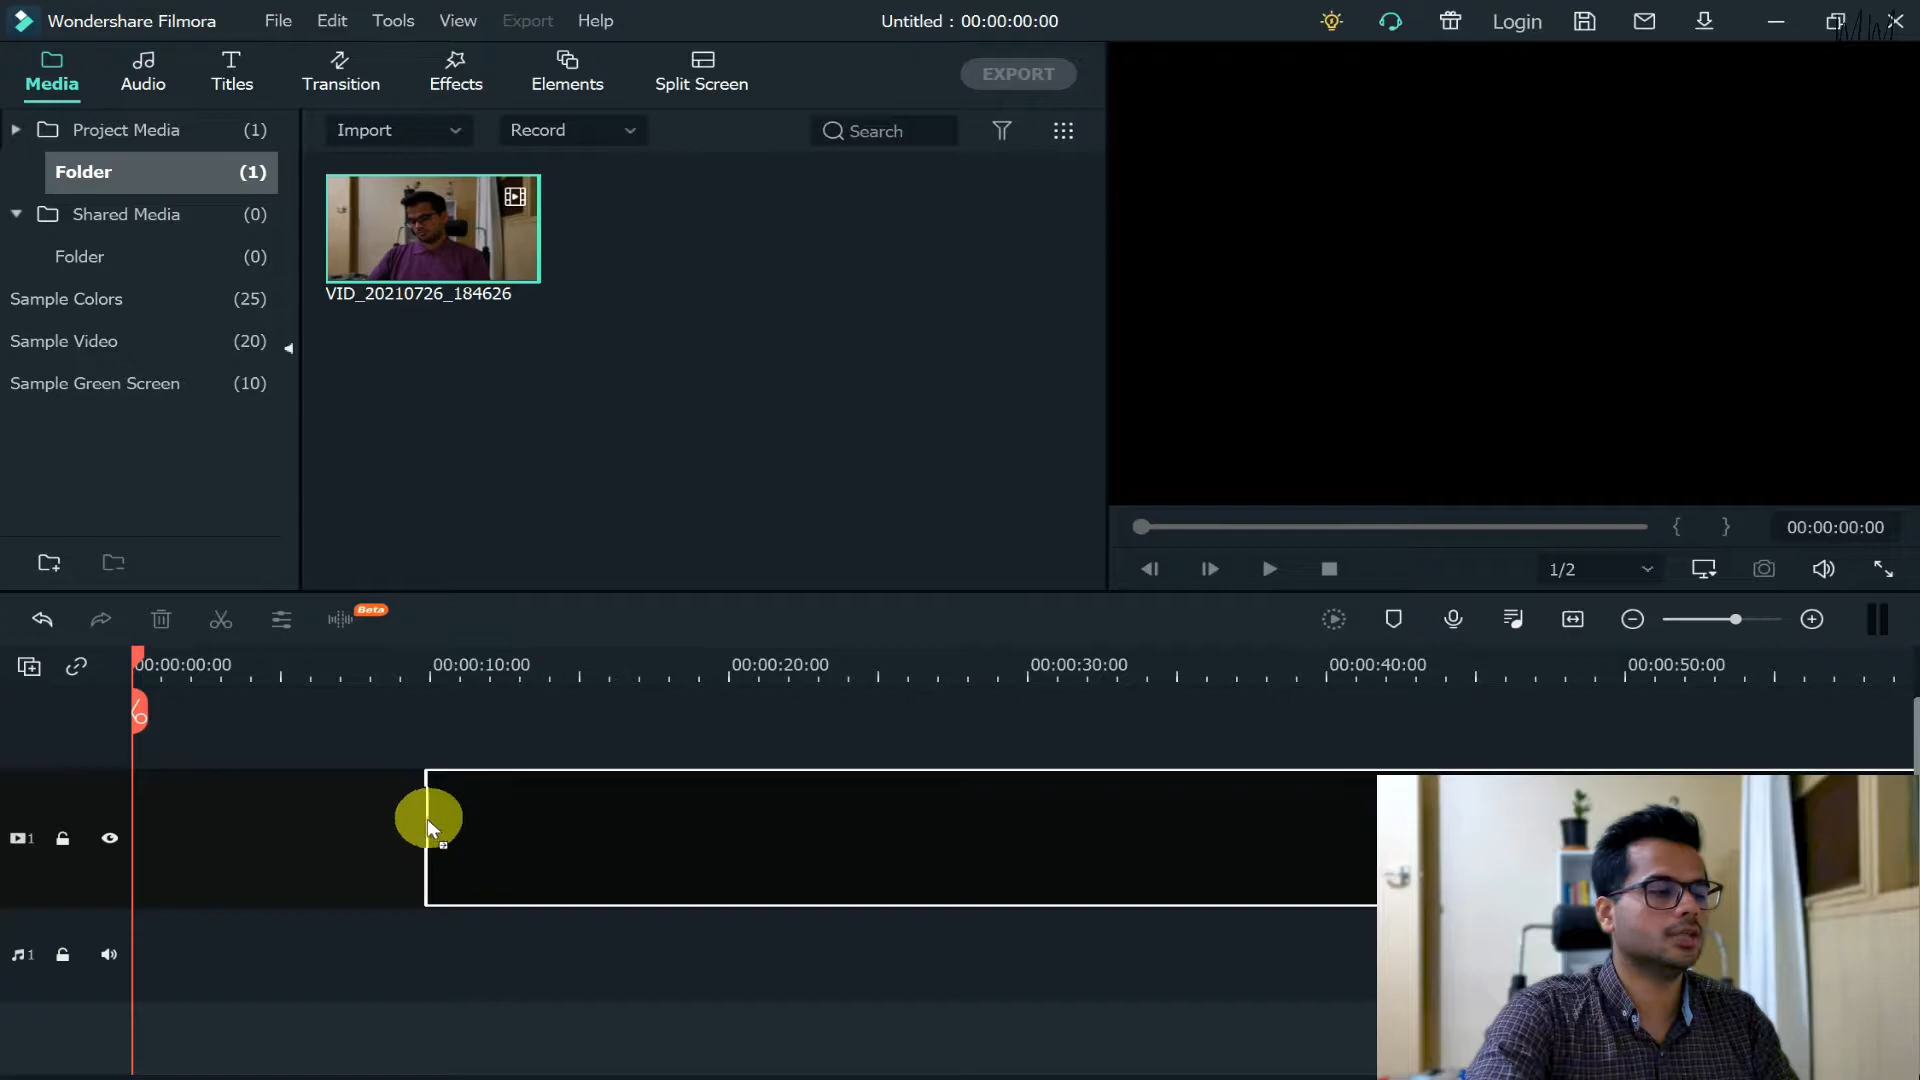 Wondershare Filmora File Edit Tools View Export Help Untitled : 00:00:00:00 Login
Media Audio Titles Transition Effects Elements Split Screen EXPORT
Project Media (1) Import Record Search
Folder (1)
Shared Media (0)
Folder (0)
VID_20210726_184626
Sample Colors (25)
Sample Video (20)
Sample Green Screen (10)
{ } 00:00:00:00
1/2
Beta
00:00:00:00 00:00:10:00 00:00:20:00 00:00:30:00 00:00:40:00 00:00:50:00
1
1